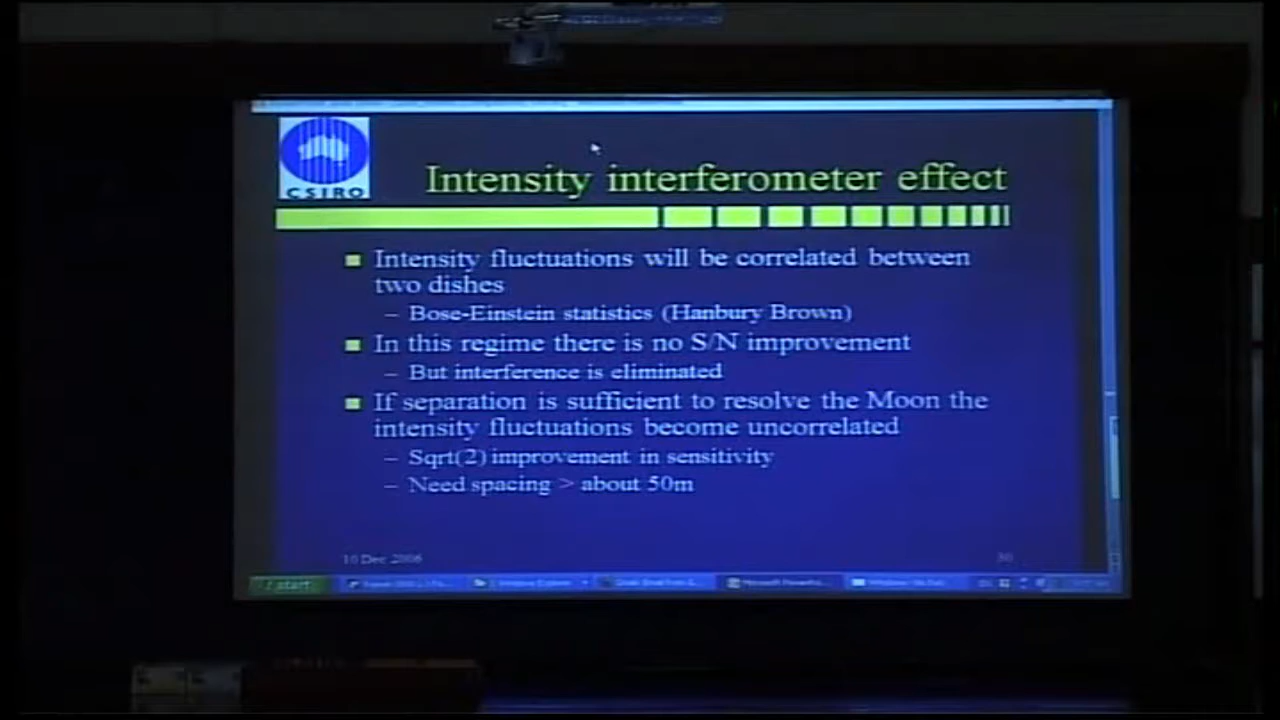 CSIRO
Intensity interferometer effect
Intensity fluctuations will be correlated between
two dishes
– Bose-Einstein statistics (Hanbury Brown)
In this regime there is no S/N improvement
– But interference is eliminated
If separation is sufficient to resolve the Moon the
intensity fluctuations become uncorrelated
– Sqrt(2) improvement in sensitivity
– Need spacing > about 50m
10 Dec 2006
30
start